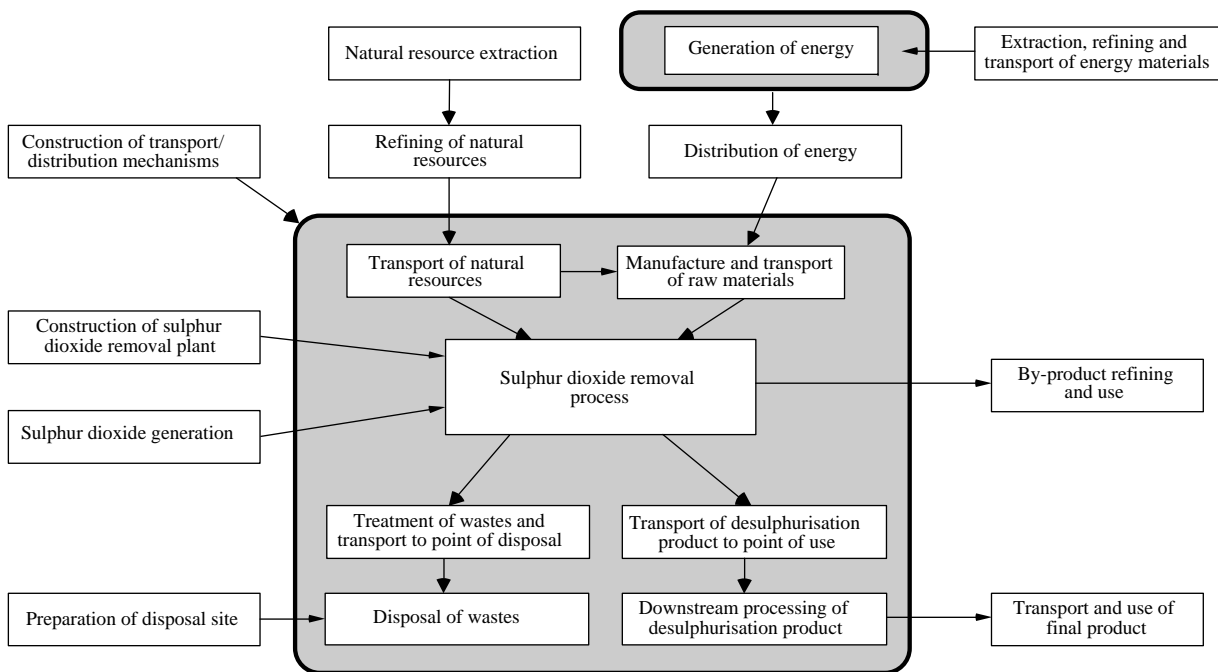 Natural resource extraction
Generation of energy
Extraction, refining and
transport of energy materials
Construction of transport/
distribution mechanisms
Refining of natural
resources
Distribution of energy
Transport of natural
resources
Manufacture and transport
of raw materials
Construction of sulphur
dioxide removal plant
Sulphur dioxide removal
process
By-product refining
and use
Sulphur dioxide generation
Treatment of wastes and
transport to point of disposal
Transport of desulphurisation
product to point of use
Preparation of disposal site
Disposal of wastes
Downstream processing of
desulphurisation product
Transport and use of
final product